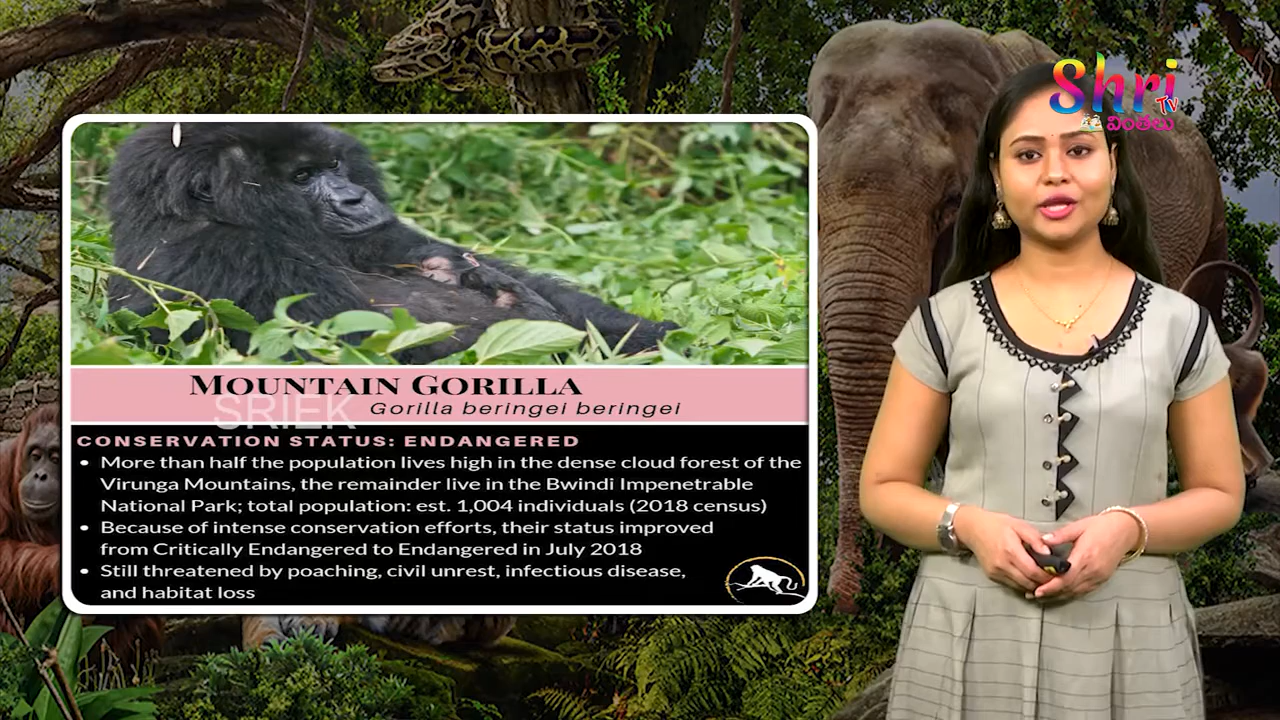 Shri
TV
వింతలు
MOUNTAIN GORILLA
SRIEK
Gorilla beringei beringei
CONSERVATION STATUS: ENDANGERED
• More than half the population lives high in the dense cloud forest of the
Virunga Mountains, the remainder live in the Bwindi Impenetrable
National Park; total population: est. 1,004 individuals (2018 census)
• Because of intense conservation efforts, their status improved
from Critically Endangered to Endangered in July 2018
• Still threatened by poaching, civil unrest, infectious disease,
and habitat loss